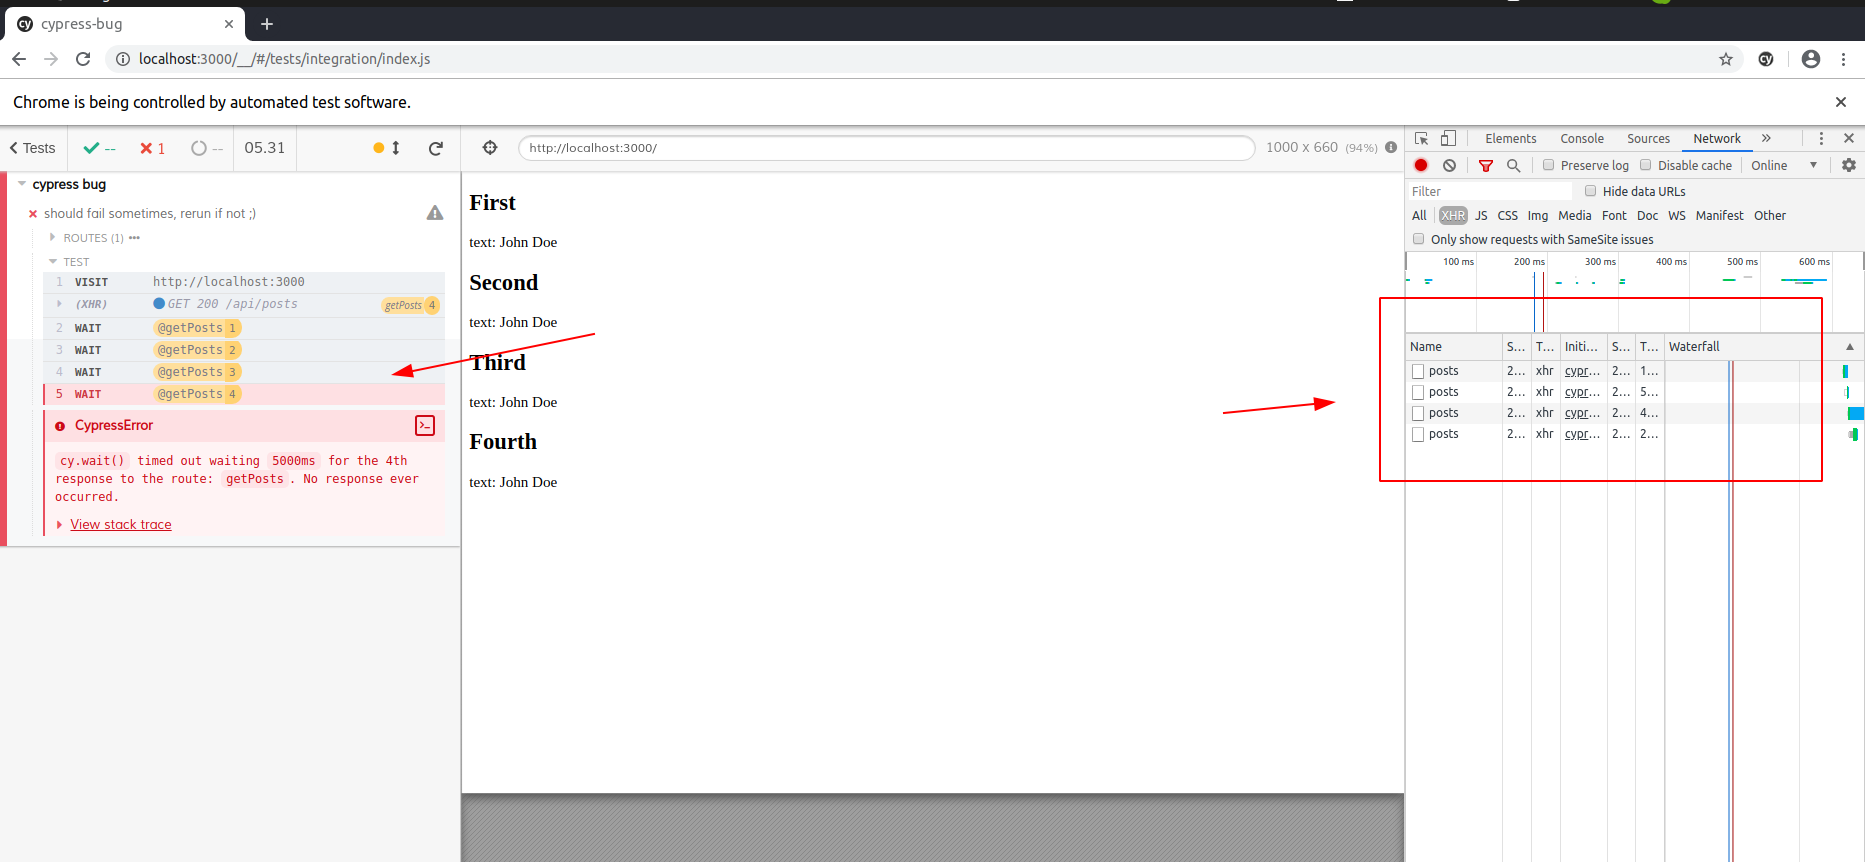 cypress-bug
localhost:3000/__/#/tests/integration/index.js
Chrome is being controlled by automated test software.
Tests -- 1 -- 05.31
http://localhost:3000/ 1000 x 660 (94%)
cypress bug
should fail sometimes, rerun if not ;)
ROUTES (1)
TEST
1 VISIT http://localhost:3000
(XHR) GET 200 /api/posts getPosts 4
2 WAIT @getPosts 1
3 WAIT @getPosts 2
4 WAIT @getPosts 3
5 WAIT @getPosts 4
CypressError
cy.wait() timed out waiting 5000ms for the 4th
response to the route: getPosts. No response ever
occurred.
View stack trace
First
text: John Doe
Second
text: John Doe
Third
text: John Doe
Fourth
text: John Doe
Elements Console Sources Network
Preserve log Disable cache Online
Filter Hide data URLs
All XHR JS CSS Img Media Font Doc WS Manifest Other
Only show requests with SameSite issues
100 ms 200 ms 300 ms 400 ms 500 ms 600 ms
Name S... T... Initi... S... T... Waterfall
posts 2... xhr cypr... 2... 1...
posts 2... xhr cypr... 2... 5...
posts 2... xhr cypr... 2... 4...
posts 2... xhr cypr... 2... 2...